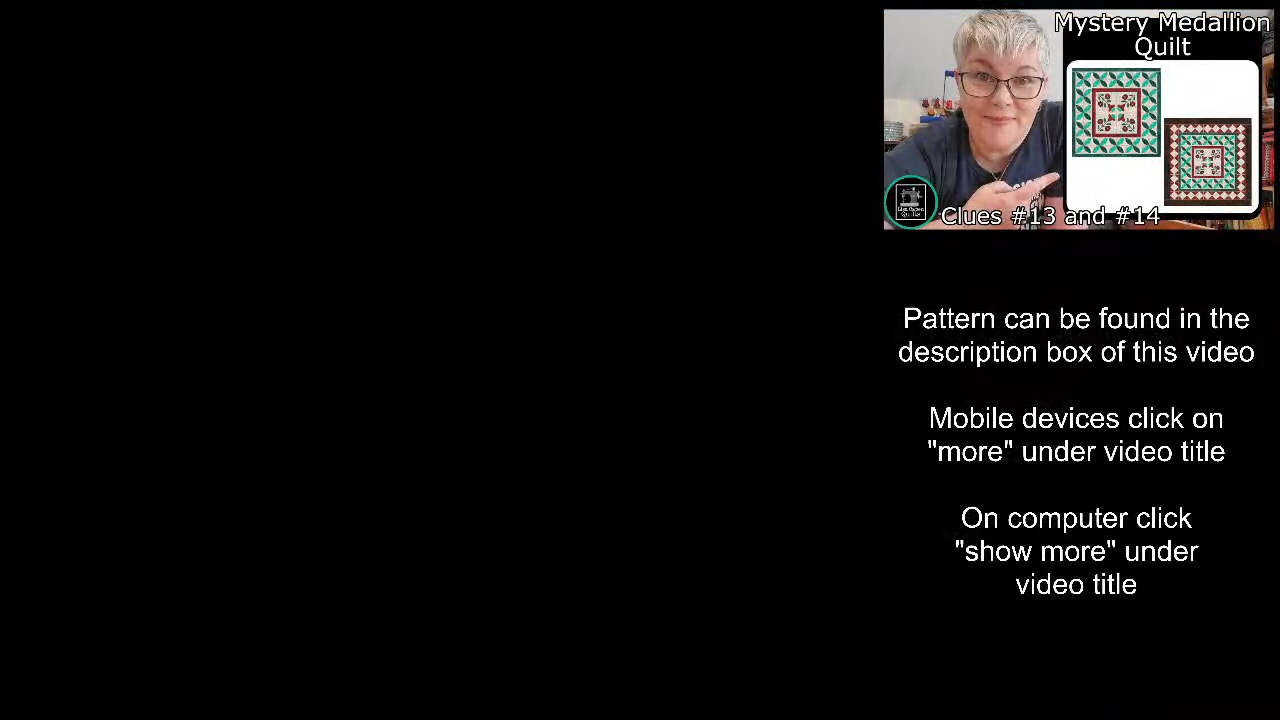 Mystery Medallion
Quilt
Clues #13 and #14
Pattern can be found in the
description box of this video
Mobile devices click on
"more" under video title
On computer click
"show more" under
video title